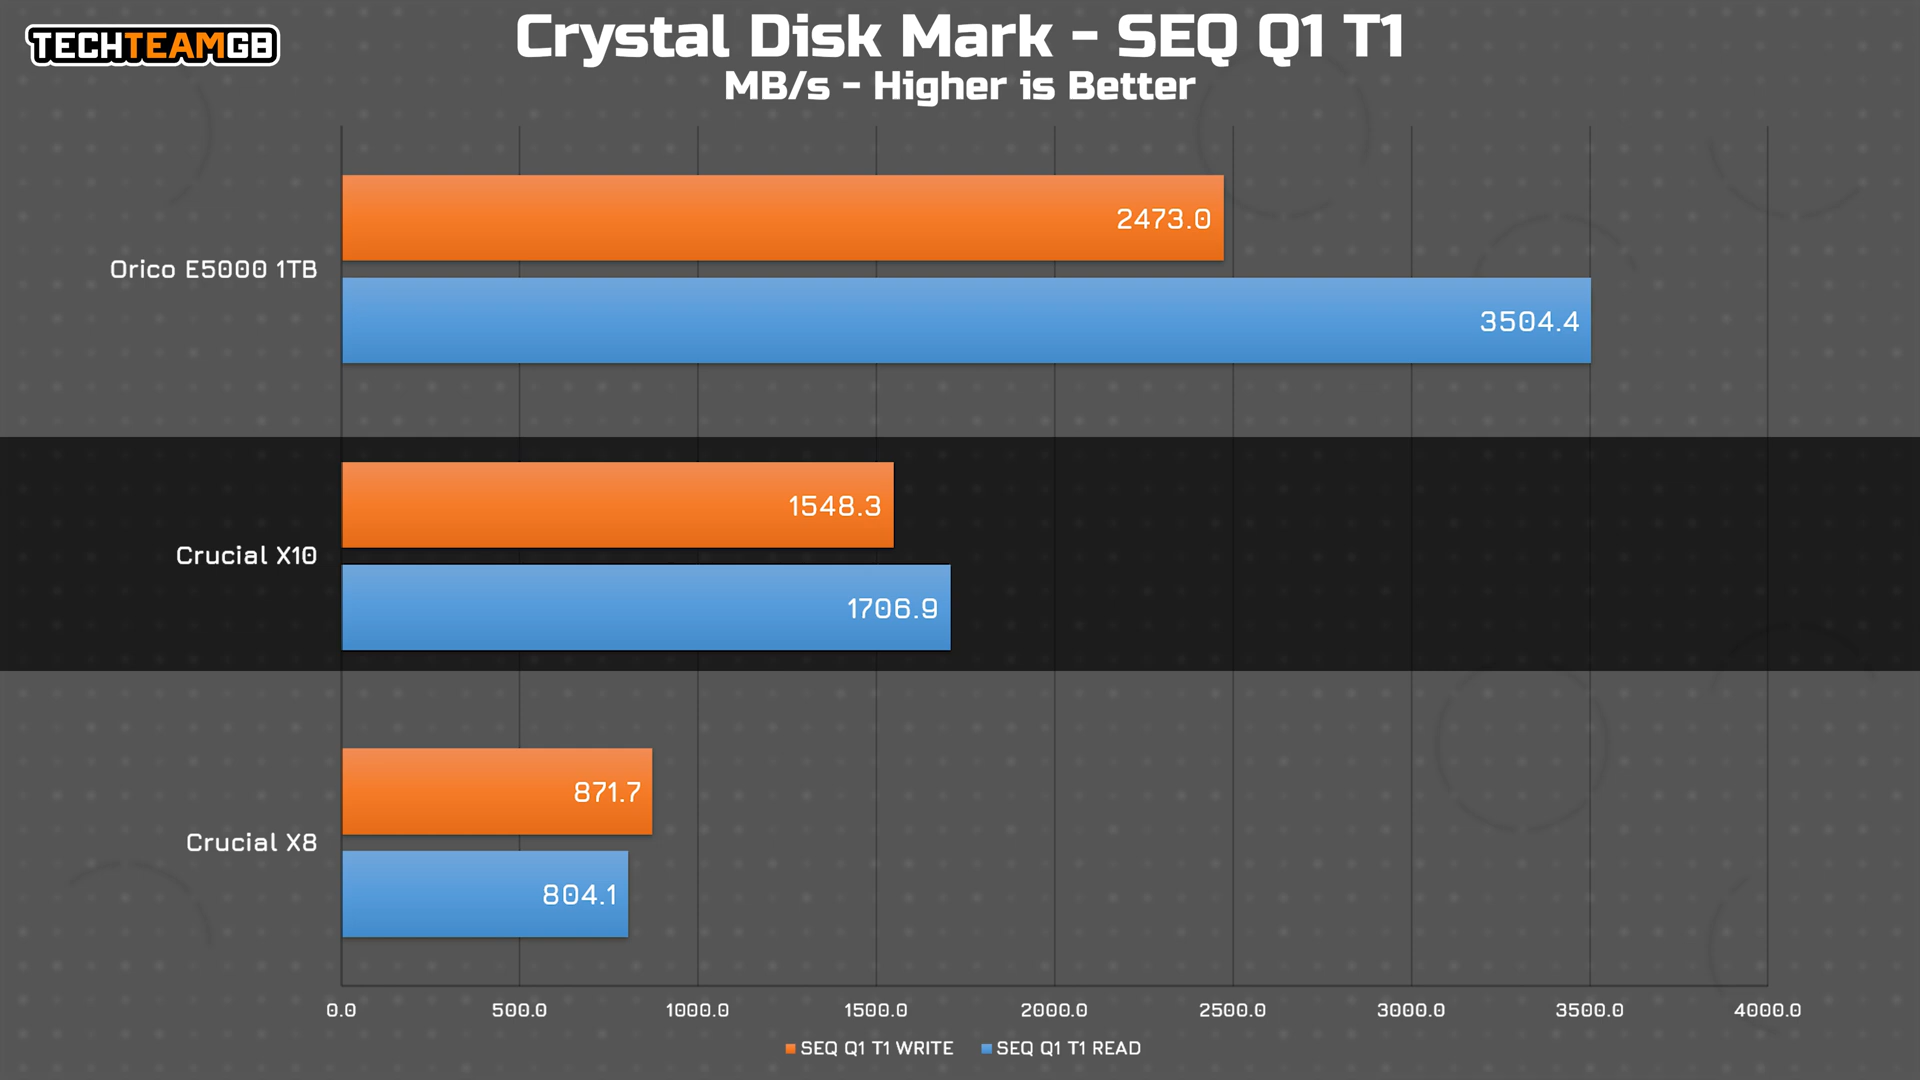 TECHTEAMGB
Crystal Disk Mark - SEQ Q1 T1
MB/s - Higher is Better
Orico E5000 1TB
2473.0
3504.4
Crucial X10
1548.3
1706.9
Crucial X8
871.7
804.1
0.0 500.0 1000.0 1500.0 2000.0 2500.0 3000.0 3500.0 4000.0
SEQ Q1 T1 WRITE SEQ Q1 T1 READ